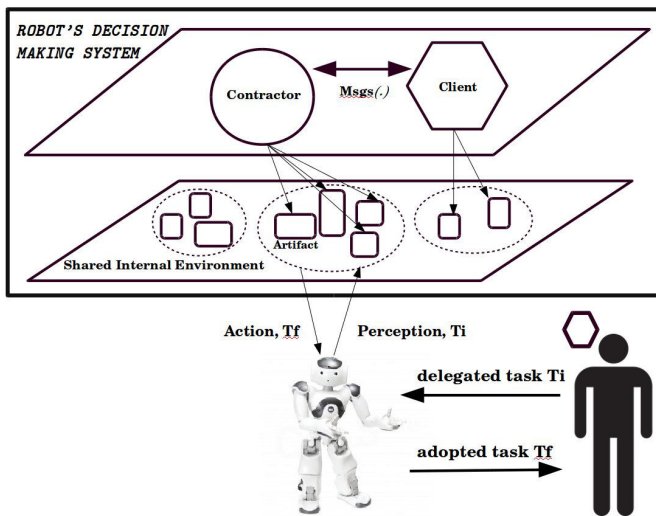 ROBOT'S DECISION
MAKING SYSTEM
Contractor
Msgs(.)
Client
Artifact
Shared Internal Environment
Action, Tf
Perception, Ti
delegated task Ti
adopted task Tf